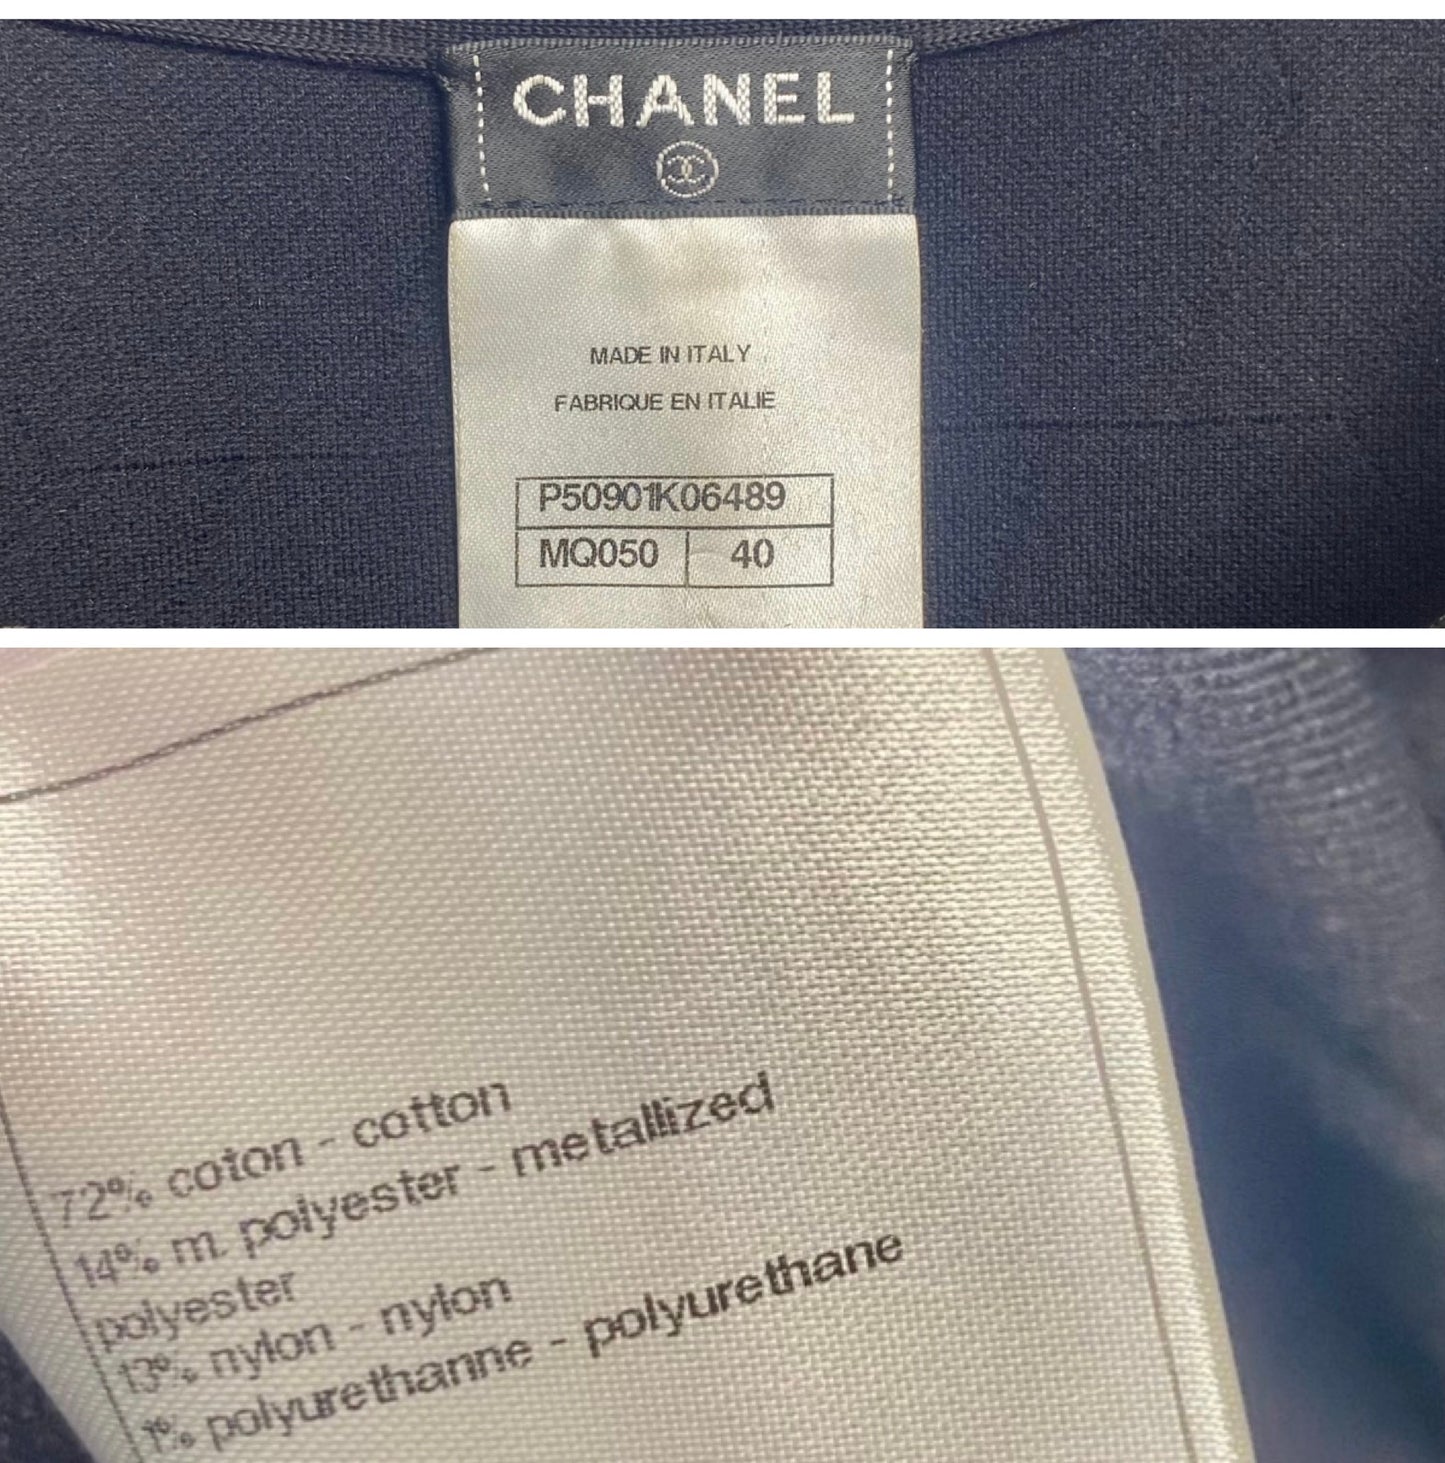 CHANEL
MADE IN ITALY
FABRIQUE EN ITALIE
P50901K06489
MQ050 40
72% coton - cotton
14% m. polyester - metallized
polyester
13% nylon - nylon
1% polyurethanne - polyurethane